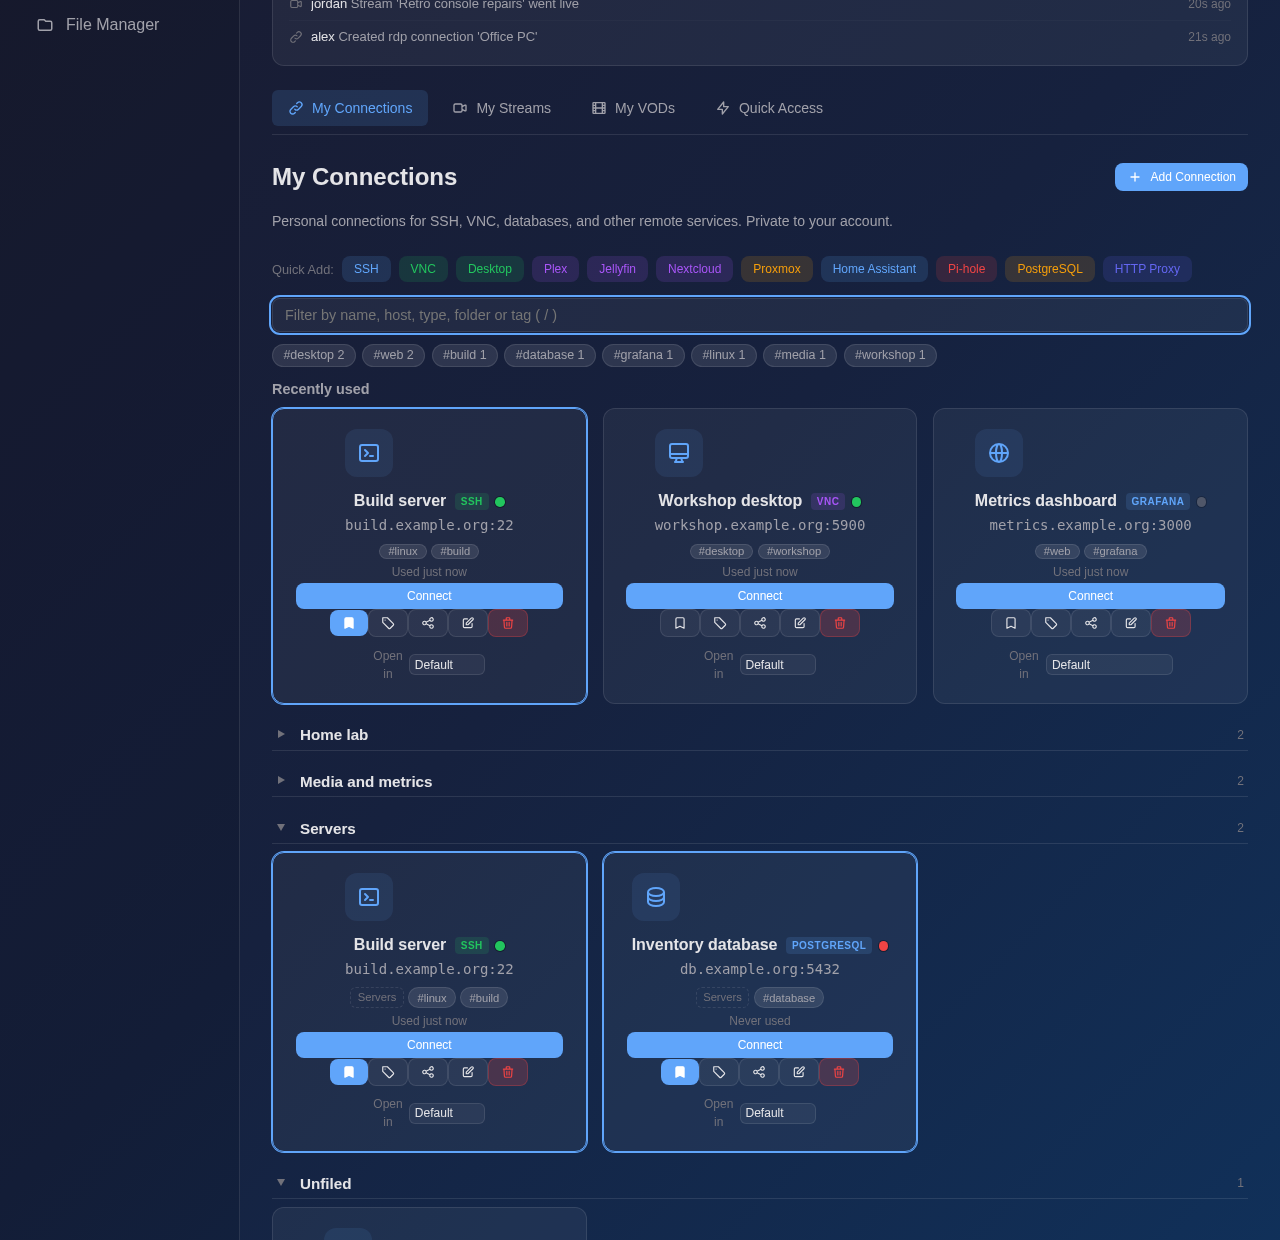 File Manager
jordan Stream 'Retro console repairs' went live 20s ago
alex Created rdp connection 'Office PC' 21s ago
My Connections My Streams My VODs Quick Access
My Connections Add Connection
Personal connections for SSH, VNC, databases, and other remote services. Private to your account.
Quick Add: SSH VNC Desktop Plex Jellyfin Nextcloud Proxmox Home Assistant Pi-hole PostgreSQL HTTP Proxy
Filter by name, host, type, folder or tag ( / )
#desktop 2 #web 2 #build 1 #database 1 #grafana 1 #linux 1 #media 1 #workshop 1
Recently used
Build server SSH
build.example.org:22
#linux #build
Used just now
Connect
Open in Default
Workshop desktop VNC
workshop.example.org:5900
#desktop #workshop
Used just now
Connect
Open in Default
Metrics dashboard GRAFANA
metrics.example.org:3000
#web #grafana
Used just now
Connect
Open in Default
Home lab 2
Media and metrics 2
Servers 2
Build server SSH
build.example.org:22
Servers #linux #build
Used just now
Connect
Open in Default
Inventory database POSTGRESQL
db.example.org:5432
Servers #database
Never used
Connect
Open in Default
Unfiled 1